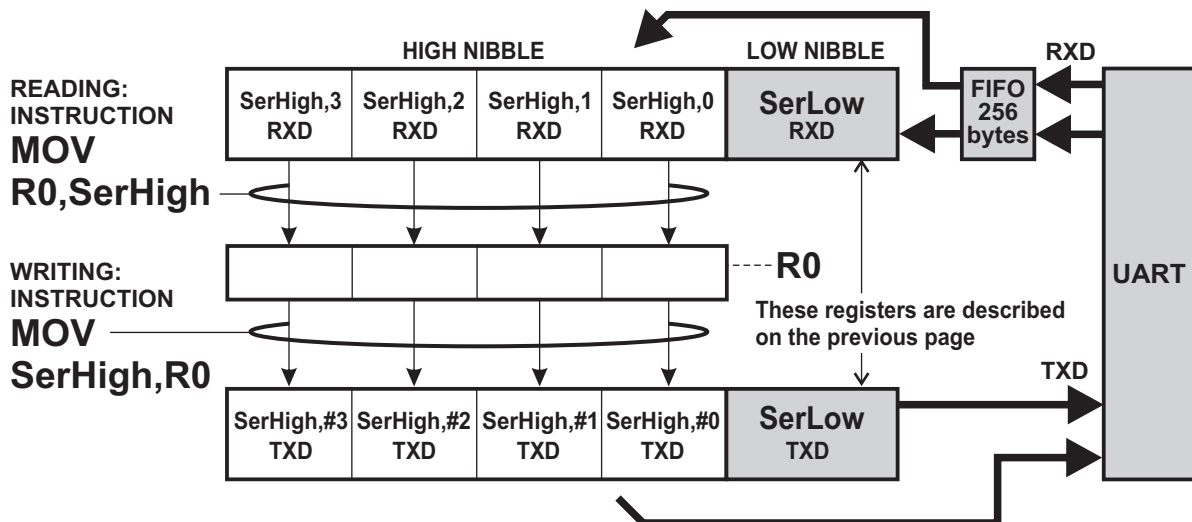 HIGH NIBBLE
LOW NIBBLE
READING:
INSTRUCTION
MOV
R0,SerHigh
SerHigh,3
RXD
SerHigh,2
RXD
SerHigh,1
RXD
SerHigh,0
RXD
SerLow
RXD
FIFO
256
bytes
RXD
UART
R0
WRITING:
INSTRUCTION
MOV
SerHigh,R0
These registers are described
on the previous page
SerHigh,#3
TXD
SerHigh,#2
TXD
SerHigh,#1
TXD
SerHigh,#0
TXD
SerLow
TXD
TXD